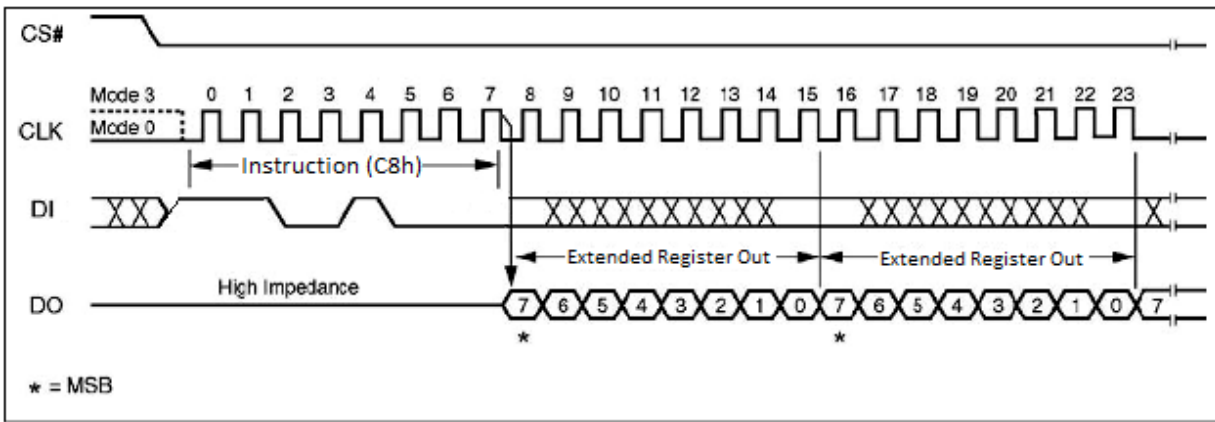 CS#
Mode 3 0 1 2 3 4 5 6 7 8 9 10 11 12 13 14 15 16 17 18 19 20 21 22 23
CLK Mode 0
Instruction (C8h)
DI
Extended Register Out Extended Register Out
High Impedance
DO 7 6 5 4 3 2 1 0 7 6 5 4 3 2 1 0 7
* *
* = MSB